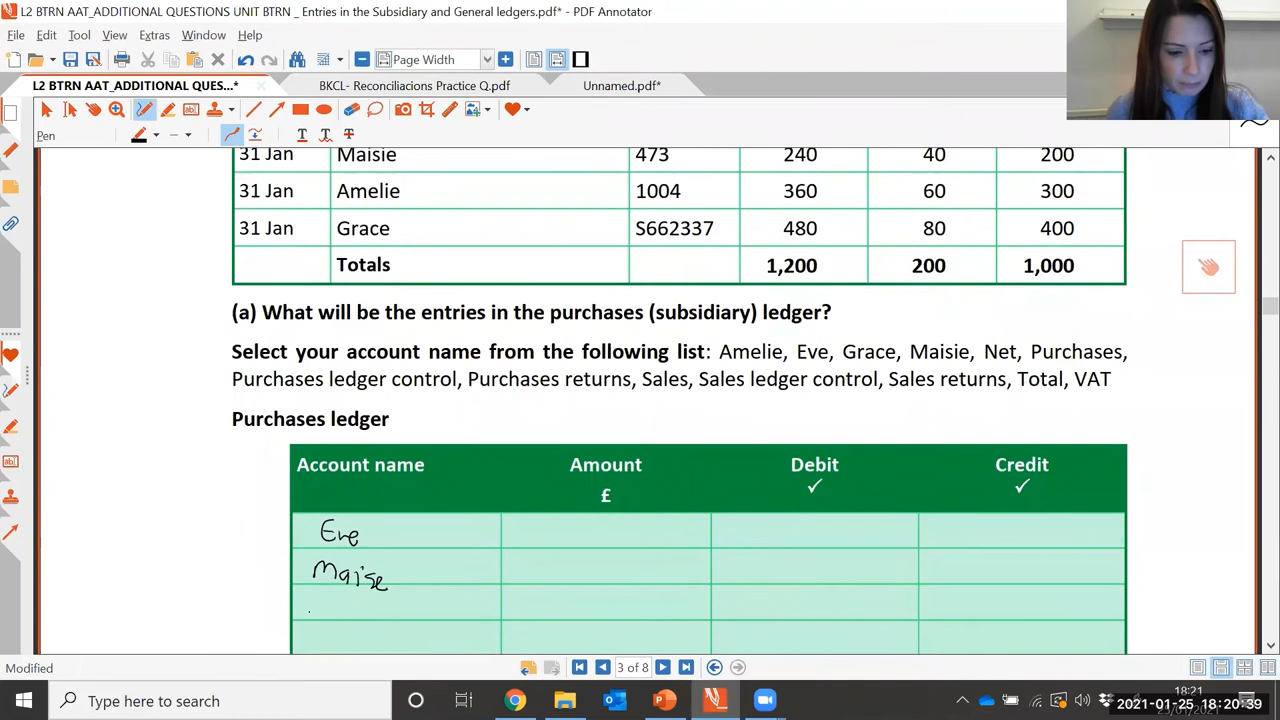 L2 BTRN AAT_ADDITIONAL QUESTIONS UNIT BTRN _ Entries in the Subsidiary and General ledgers.pdf* - PDF Annotator
File Edit Tool View Extras Window Help
Page Width
L2 BTRN AAT_ADDITIONAL QUES...* BKCL- Reconciliacions Practice Q.pdf Unnamed.pdf*
Pen
31 Jan Maisie 473 240 40 200
31 Jan Amelie 1004 360 60 300
31 Jan Grace S662337 480 80 400
Totals 1,200 200 1,000
(a) What will be the entries in the purchases (subsidiary) ledger?
Select your account name from the following list: Amelie, Eve, Grace, Maisie, Net, Purchases,
Purchases ledger control, Purchases returns, Sales, Sales ledger control, Sales returns, Total, VAT
Purchases ledger
Account name Amount Debit Credit
£ ✓ ✓
Eve
Maise
Modified 3 of 8
Type here to search 18:21
2021-01-25 18:20:39